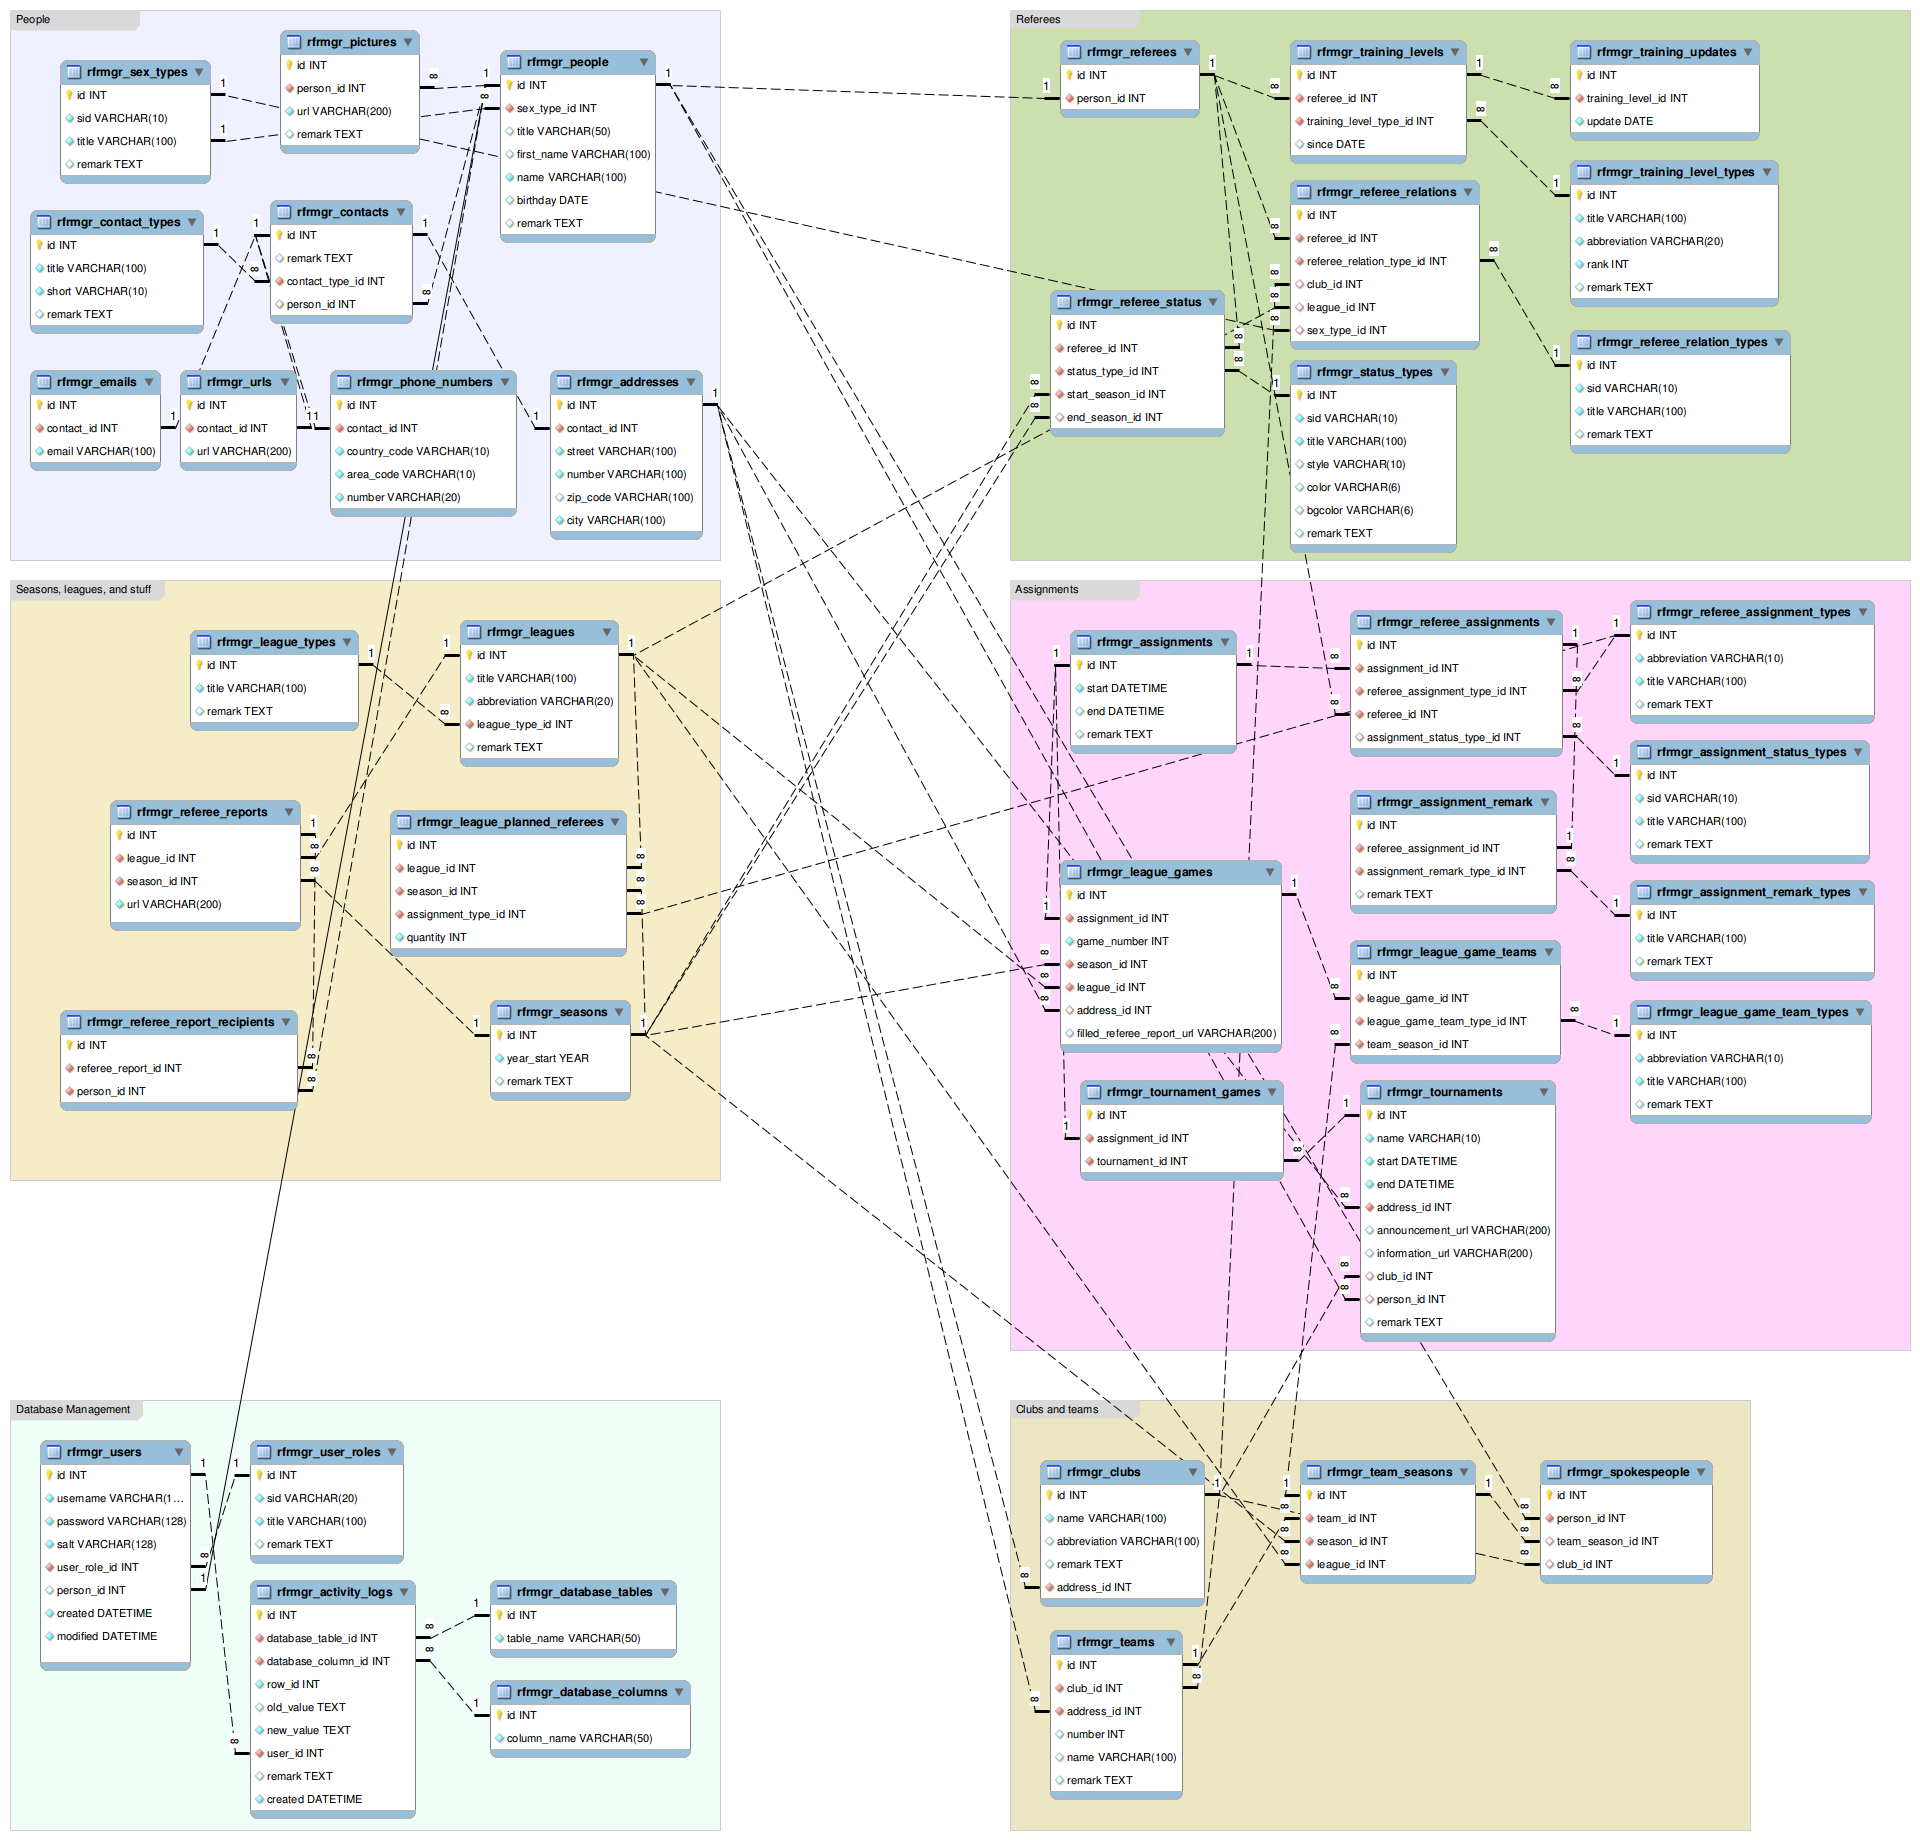 People
rfrmgr_sex_types
id INT
sid VARCHAR(10)
title VARCHAR(100)
remark TEXT
rfrmgr_pictures
id INT
person_id INT
url VARCHAR(200)
remark TEXT
rfrmgr_people
id INT
sex_type_id INT
title VARCHAR(50)
first_name VARCHAR(100)
name VARCHAR(100)
birthday DATE
remark TEXT
rfrmgr_contact_types
id INT
title VARCHAR(100)
short VARCHAR(10)
remark TEXT
rfrmgr_contacts
id INT
remark TEXT
contact_type_id INT
person_id INT
rfrmgr_emails
id INT
contact_id INT
email VARCHAR(100)
rfrmgr_urls
id INT
contact_id INT
url VARCHAR(200)
rfrmgr_phone_numbers
id INT
contact_id INT
country_code VARCHAR(10)
area_code VARCHAR(10)
number VARCHAR(20)
rfrmgr_addresses
id INT
contact_id INT
street VARCHAR(100)
number VARCHAR(100)
zip_code VARCHAR(100)
city VARCHAR(100)
Referees
rfrmgr_referees
id INT
person_id INT
rfrmgr_training_levels
id INT
referee_id INT
training_level_type_id INT
since DATE
rfrmgr_training_updates
id INT
training_level_id INT
update DATE
rfrmgr_referee_relations
id INT
referee_id INT
referee_relation_type_id INT
club_id INT
league_id INT
sex_type_id INT
rfrmgr_training_level_types
id INT
title VARCHAR(100)
abbreviation VARCHAR(20)
rank INT
remark TEXT
rfrmgr_referee_status
id INT
referee_id INT
status_type_id INT
start_season_id INT
end_season_id INT
rfrmgr_status_types
id INT
sid VARCHAR(10)
title VARCHAR(100)
style VARCHAR(10)
color VARCHAR(6)
bgcolor VARCHAR(6)
remark TEXT
rfrmgr_referee_relation_types
id INT
sid VARCHAR(10)
title VARCHAR(100)
remark TEXT
Seasons, leagues, and stuff
rfrmgr_league_types
id INT
title VARCHAR(100)
remark TEXT
rfrmgr_leagues
id INT
title VARCHAR(100)
abbreviation VARCHAR(20)
league_type_id INT
remark TEXT
rfrmgr_referee_reports
id INT
league_id INT
season_id INT
url VARCHAR(200)
rfrmgr_league_planned_referees
id INT
league_id INT
season_id INT
assignment_type_id INT
quantity INT
rfrmgr_referee_report_recipients
id INT
referee_report_id INT
person_id INT
rfrmgr_seasons
id INT
year_start YEAR
remark TEXT
Assignments
rfrmgr_assignments
id INT
start DATETIME
end DATETIME
remark TEXT
rfrmgr_referee_assignments
id INT
assignment_id INT
referee_assignment_type_id INT
referee_id INT
assignment_status_type_id INT
rfrmgr_referee_assignment_types
id INT
abbreviation VARCHAR(10)
title VARCHAR(100)
remark TEXT
rfrmgr_assignment_status_types
id INT
sid VARCHAR(10)
title VARCHAR(100)
remark TEXT
rfrmgr_assignment_remark
id INT
referee_assignment_id INT
assignment_remark_type_id INT
remark TEXT
rfrmgr_assignment_remark_types
id INT
title VARCHAR(100)
remark TEXT
rfrmgr_league_games
id INT
assignment_id INT
game_number INT
season_id INT
league_id INT
address_id INT
filled_referee_report_url VARCHAR(200)
rfrmgr_league_game_teams
id INT
league_game_id INT
league_game_team_type_id INT
team_season_id INT
rfrmgr_league_game_team_types
id INT
abbreviation VARCHAR(10)
title VARCHAR(100)
remark TEXT
rfrmgr_tournament_games
id INT
assignment_id INT
tournament_id INT
rfrmgr_tournaments
id INT
name VARCHAR(10)
start DATETIME
end DATETIME
address_id INT
announcement_url VARCHAR(200)
information_url VARCHAR(200)
club_id INT
person_id INT
remark TEXT
Database Management
rfrmgr_users
id INT
username VARCHAR(1...
password VARCHAR(128)
salt VARCHAR(128)
user_role_id INT
person_id INT
created DATETIME
modified DATETIME
rfrmgr_user_roles
id INT
sid VARCHAR(20)
title VARCHAR(100)
remark TEXT
rfrmgr_activity_logs
id INT
database_table_id INT
database_column_id INT
row_id INT
old_value TEXT
new_value TEXT
user_id INT
remark TEXT
created DATETIME
rfrmgr_database_tables
id INT
table_name VARCHAR(50)
rfrmgr_database_columns
id INT
column_name VARCHAR(50)
Clubs and teams
rfrmgr_clubs
id INT
name VARCHAR(100)
abbreviation VARCHAR(100)
remark TEXT
address_id INT
rfrmgr_team_seasons
id INT
team_id INT
season_id INT
league_id INT
rfrmgr_spokespeople
id INT
person_id INT
team_season_id INT
club_id INT
rfrmgr_teams
id INT
club_id INT
address_id INT
number INT
name VARCHAR(100)
remark TEXT